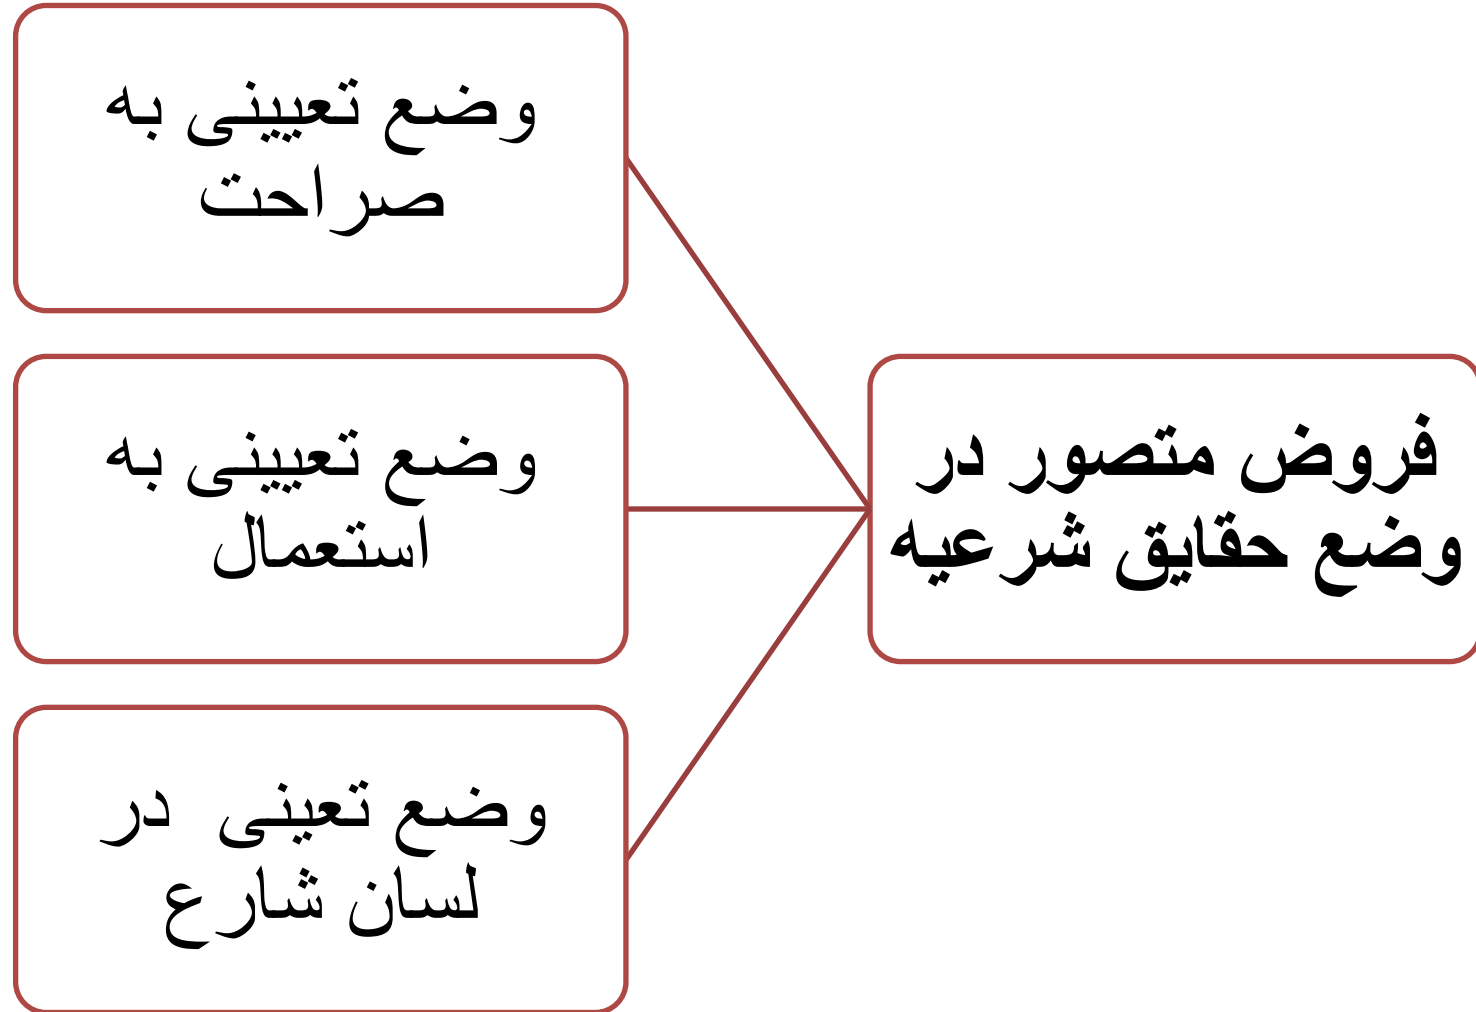 فروض متصور در
وضع حقایق شرعیه
وضع تعیینی به
صراحت
وضع تعیینی به
استعمال
وضع تعینی در
لسان شارع